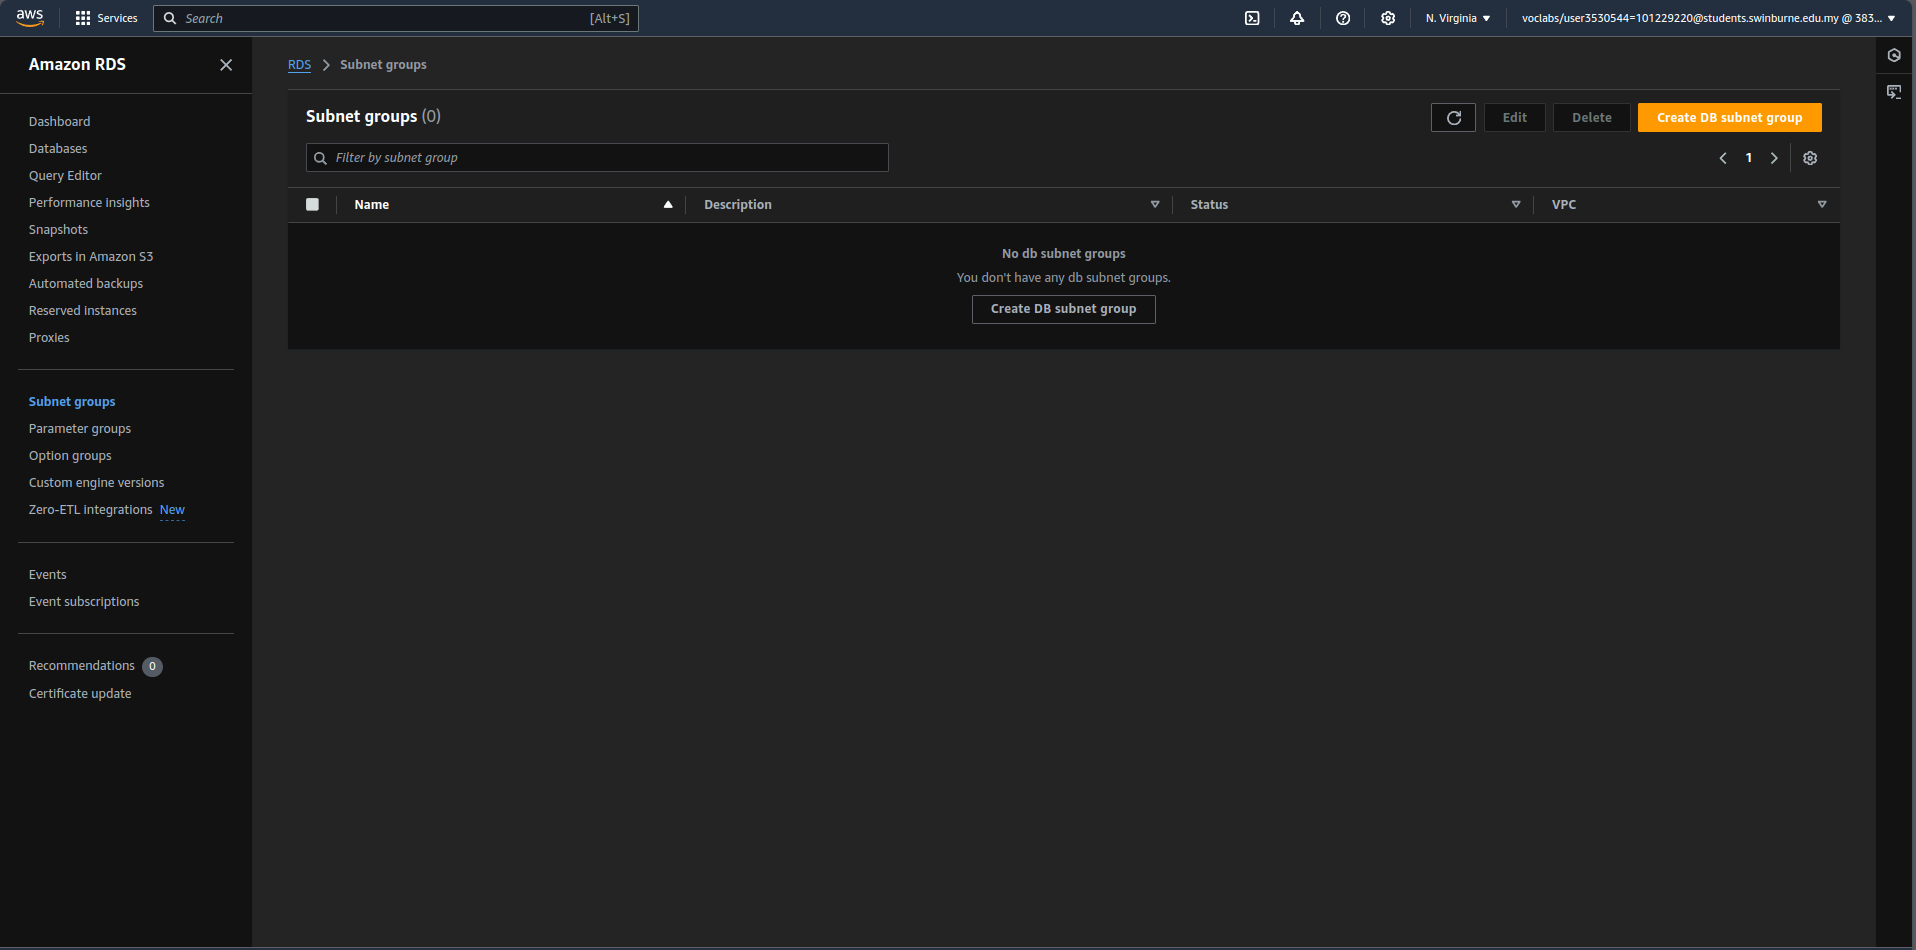 aws Services Search [Alt+S] N. Virginia voclabs/user3530544=101229220@students.swinburne.edu.my @ 383...
Amazon RDS
Dashboard
Databases
Query Editor
Performance insights
Snapshots
Exports in Amazon S3
Automated backups
Reserved instances
Proxies
Subnet groups
Parameter groups
Option groups
Custom engine versions
Zero-ETL integrations New
Events
Event subscriptions
Recommendations 0
Certificate update
RDS > Subnet groups
Subnet groups (0)
Edit Delete Create DB subnet group
Filter by subnet group
1
Name Description Status VPC
No db subnet groups
You don't have any db subnet groups.
Create DB subnet group